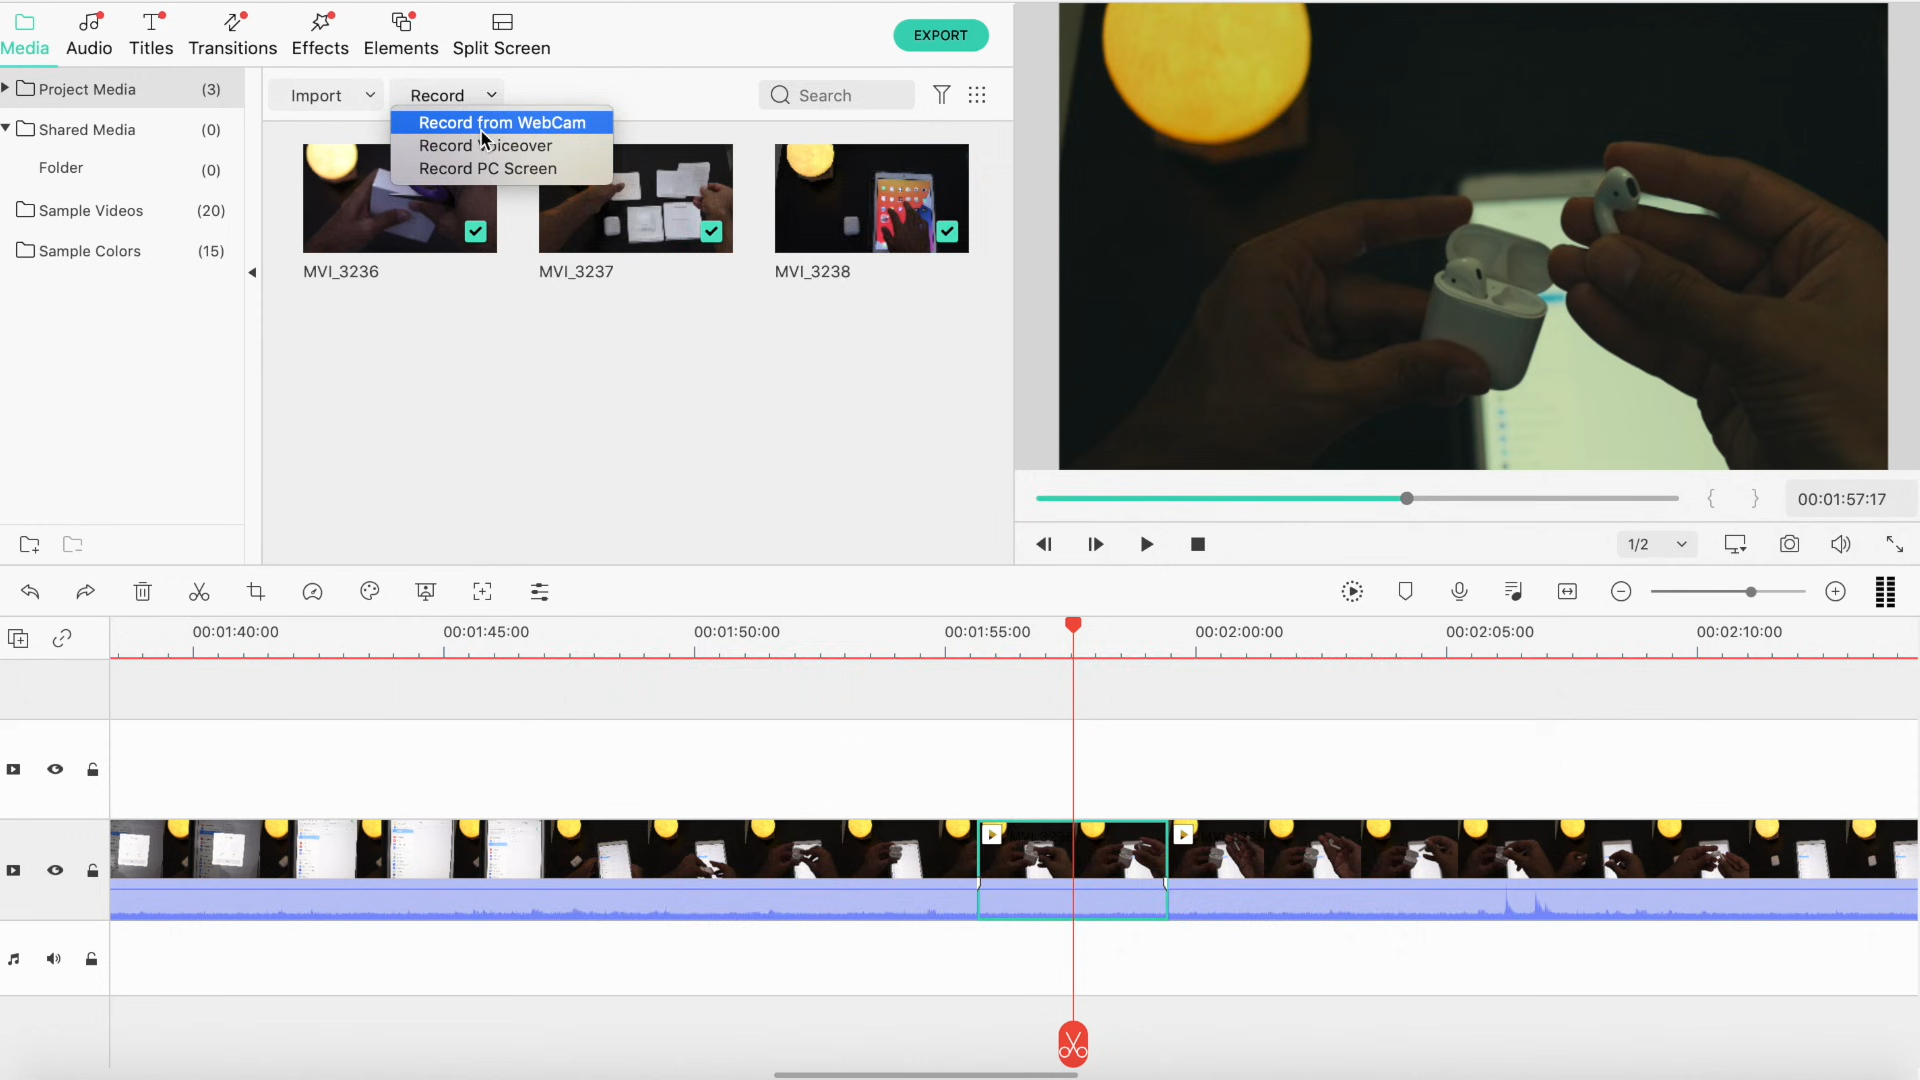 Media Audio Titles Transitions Effects Elements Split Screen EXPORT
Project Media (3)
Import Record Search
Record from WebCam
Shared Media (0)
Record Voiceover
Record PC Screen
Folder (0)
Sample Videos (20)
Sample Colors (15)
MVI_3236 MVI_3237 MVI_3238
{ } 00:01:57:17
1/2
00:01:40:00 00:01:45:00 00:01:50:00 00:01:55:00 00:02:00:00 00:02:05:00 00:02:10:00